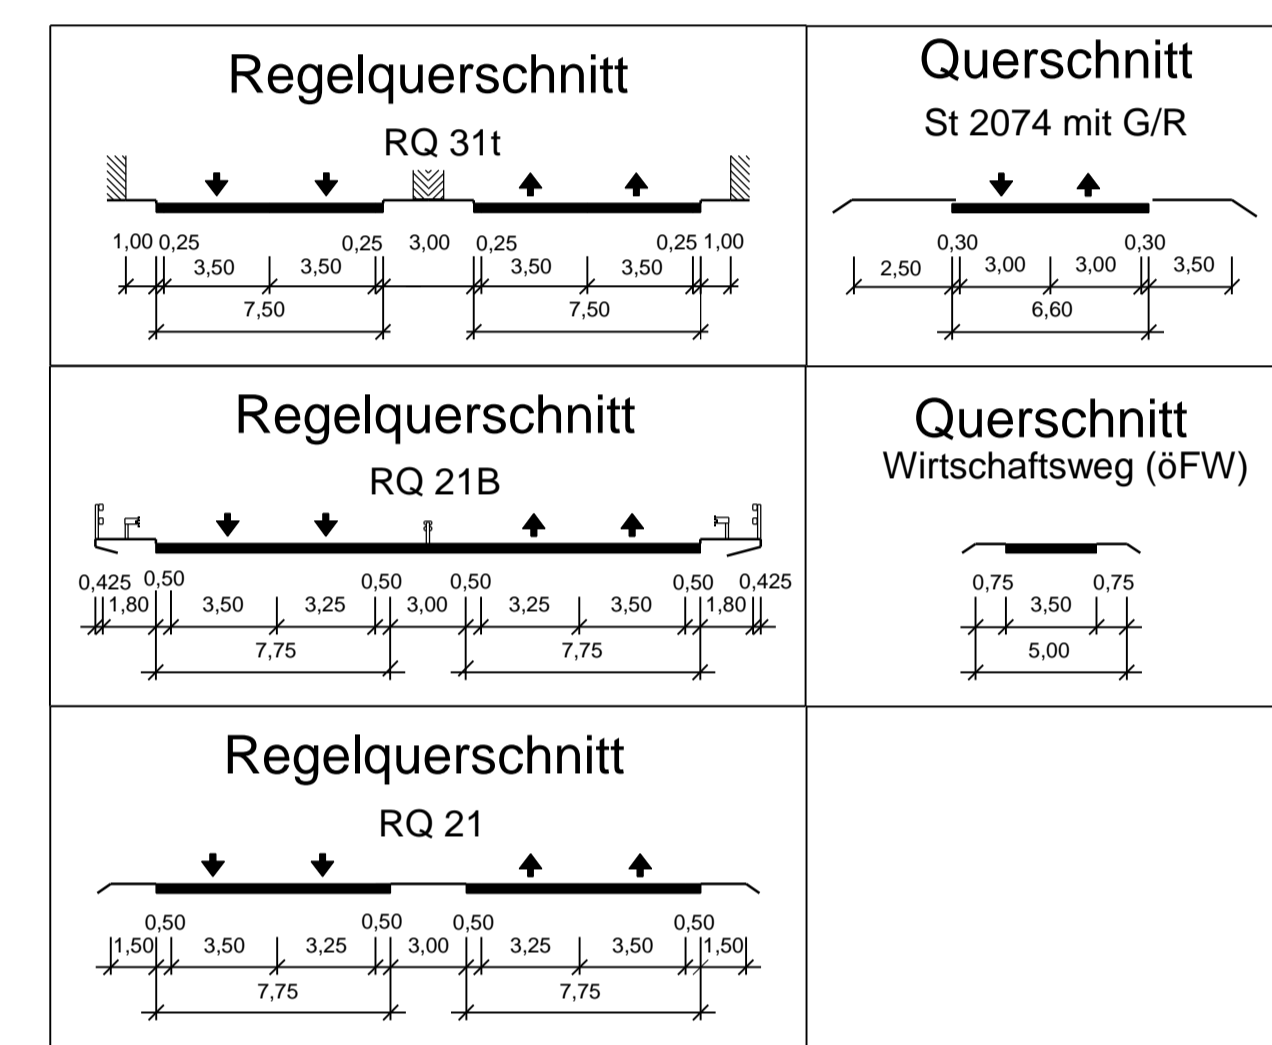 Regelquerschnitt
RQ 31t
1,00 0,25 0,25 3,00 0,25 0,25 1,00
3,50 3,50 3,50 3,50
7,50 7,50
Querschnitt
St 2074 mit G/R
0,30 0,30
2,50 3,00 3,00 3,50
6,60
Regelquerschnitt
RQ 21B
0,425 0,50 0,50 0,50 0,50 0,425
1,80 3,50 3,25 3,00 3,25 3,50 1,80
7,75 7,75
Querschnitt
Wirtschaftsweg (öFW)
0,75 0,75
3,50
5,00
Regelquerschnitt
RQ 21
0,50 0,50 0,50 0,50
1,50 3,50 3,25 3,00 3,25 3,50 1,50
7,75 7,75